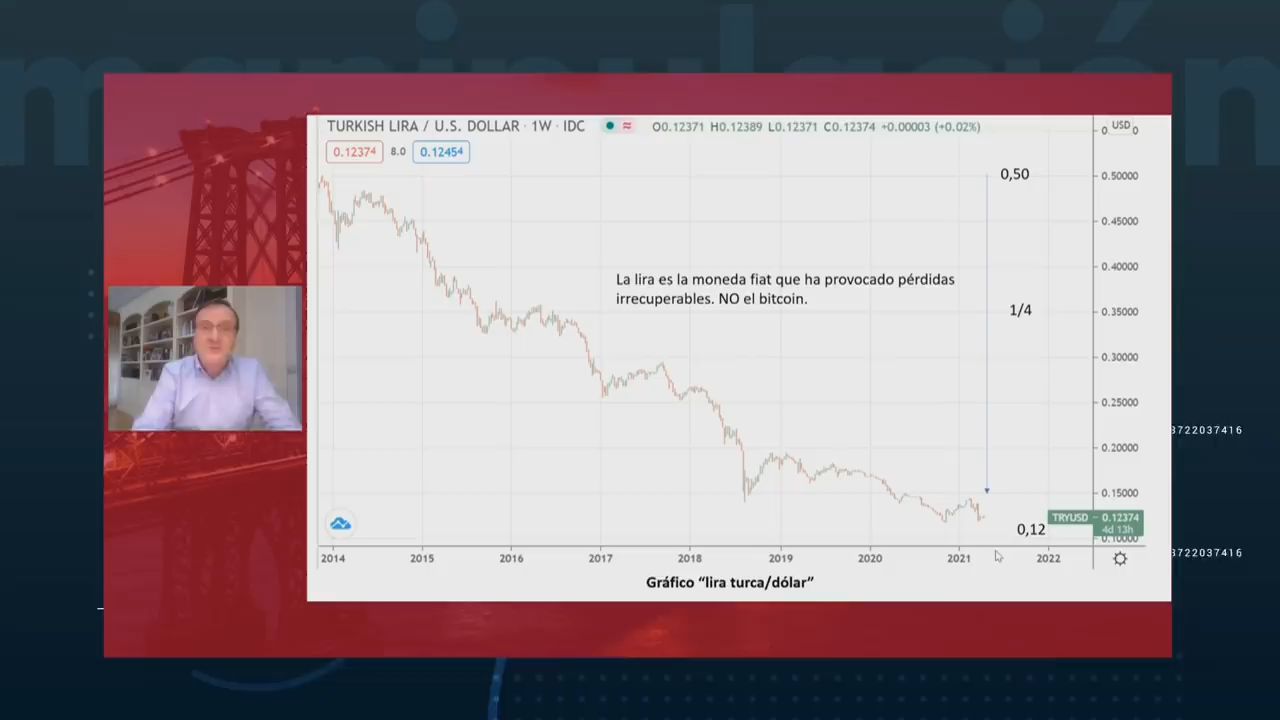 manipulación
TURKISH LIRA / U.S. DOLLAR · 1W · IDC
O0.12371 H0.12389 L0.12371 C0.12374 +0.00003 (+0.02%)
USD
0.12374 8.0 0.12454
0,50
0.50000
0.45000
0.40000
La lira es la moneda fiat que ha provocado pérdidas
irrecuperables. NO el bitcoin.
1/4
0.35000
0.30000
0.25000
0.20000
0.15000
0,12
TRYUSD
0.12374
4d 13h
0.10000
2014 2015 2016 2017 2018 2019 2020 2021 2022
Gráfico “lira turca/dólar”
3722037416
3722037416